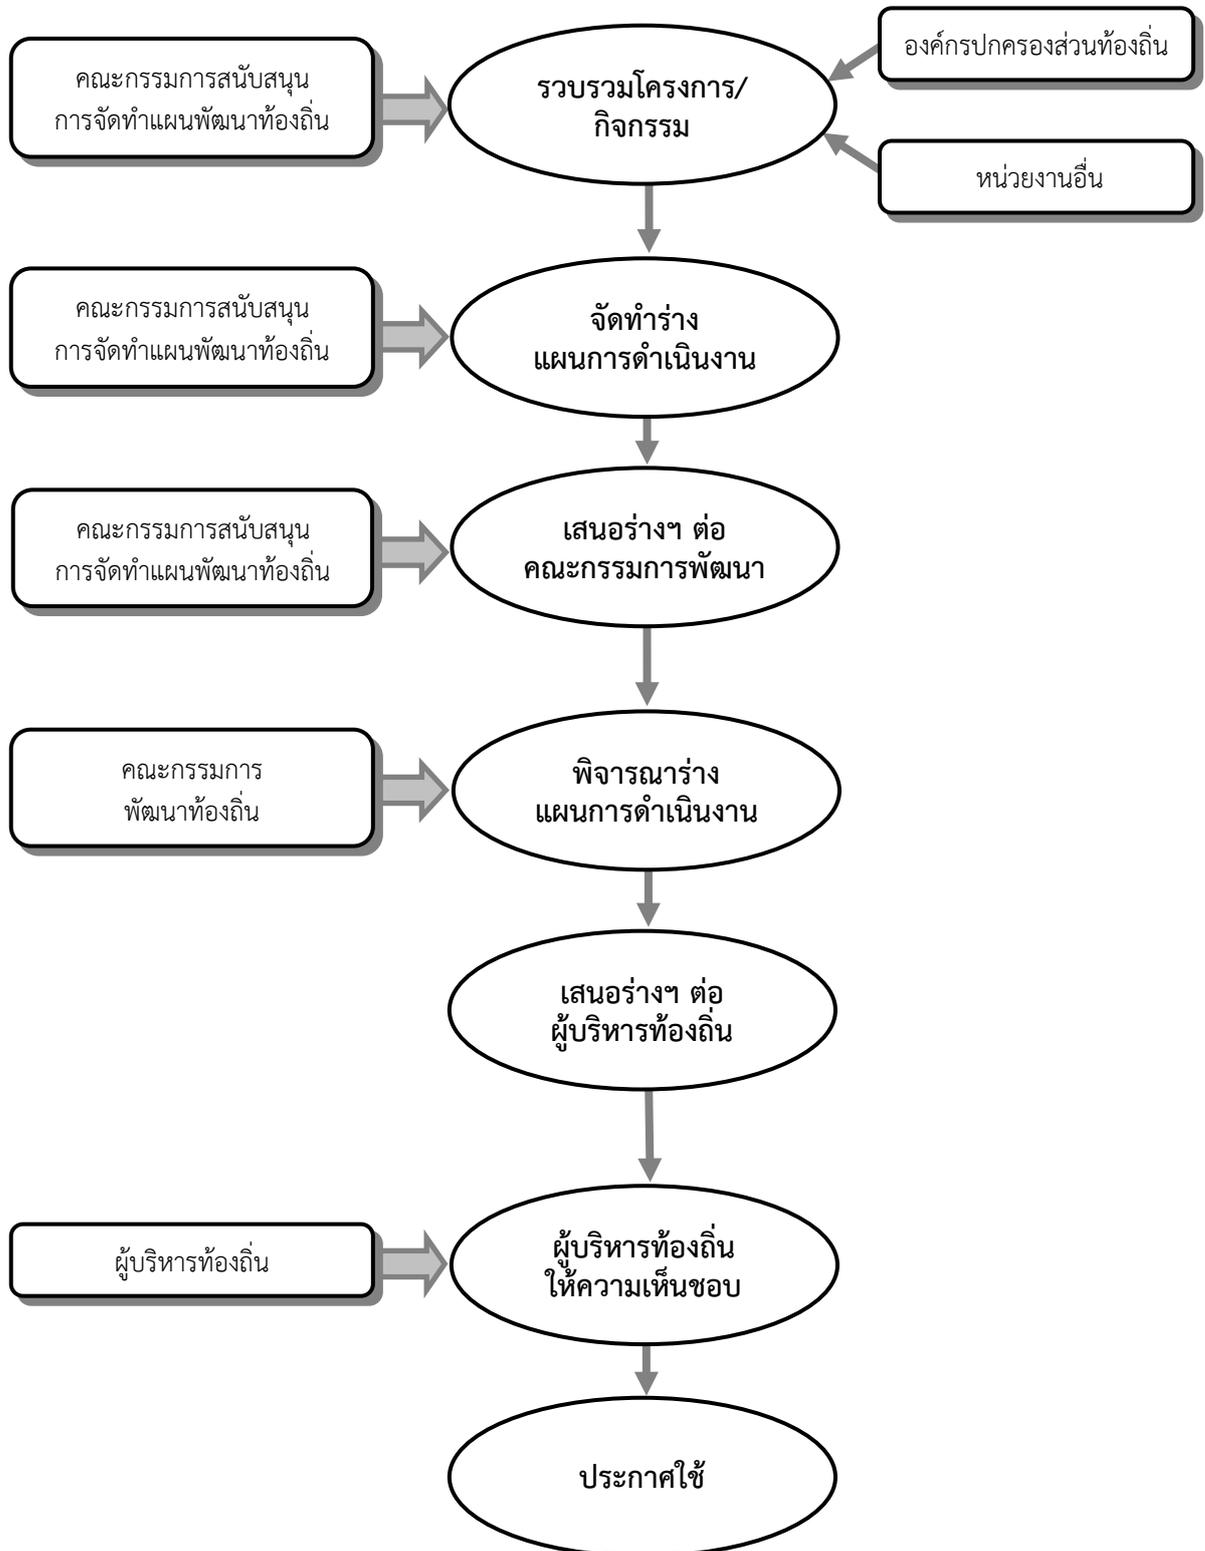 คณะกรรมการสนับสนุน
การจัดทำแผนพัฒนาท้องถิ่น
รวบรวมโครงการ/
กิจกรรม
องค์กรปกครองส่วนท้องถิ่น
หน่วยงานอื่น
คณะกรรมการสนับสนุน
การจัดทำแผนพัฒนาท้องถิ่น
จัดทำร่าง
แผนการดำเนินงาน
คณะกรรมการสนับสนุน
การจัดทำแผนพัฒนาท้องถิ่น
เสนอร่างฯ ต่อ
คณะกรรมการพัฒนา
คณะกรรมการ
พัฒนาท้องถิ่น
พิจารณาร่าง
แผนการดำเนินงาน
เสนอร่างฯ ต่อ
ผู้บริหารท้องถิ่น
ผู้บริหารท้องถิ่น
ผู้บริหารท้องถิ่น
ให้ความเห็นชอบ
ประกาศใช้